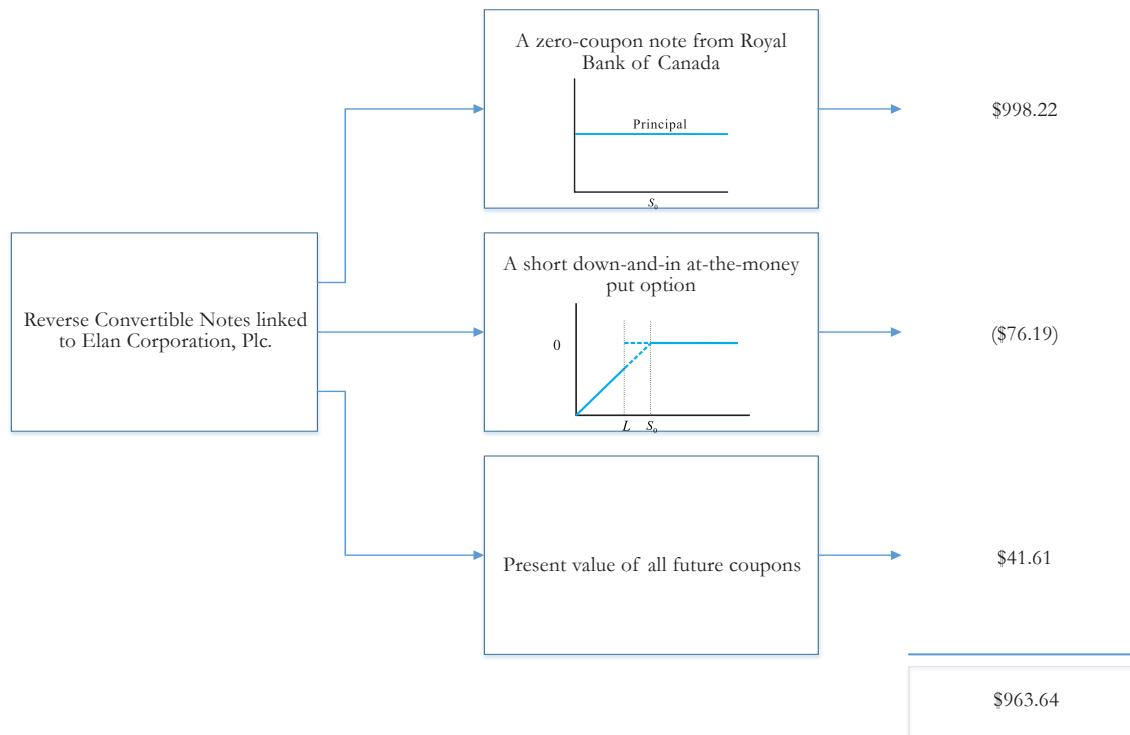 A zero-coupon note from Royal
Bank of Canada
Principal
S₀
$998.22
Reverse Convertible Notes linked
to Elan Corporation, Plc.
A short down-and-in at-the-money
put option
0
L S₀
($76.19)
Present value of all future coupons
$41.61
$963.64